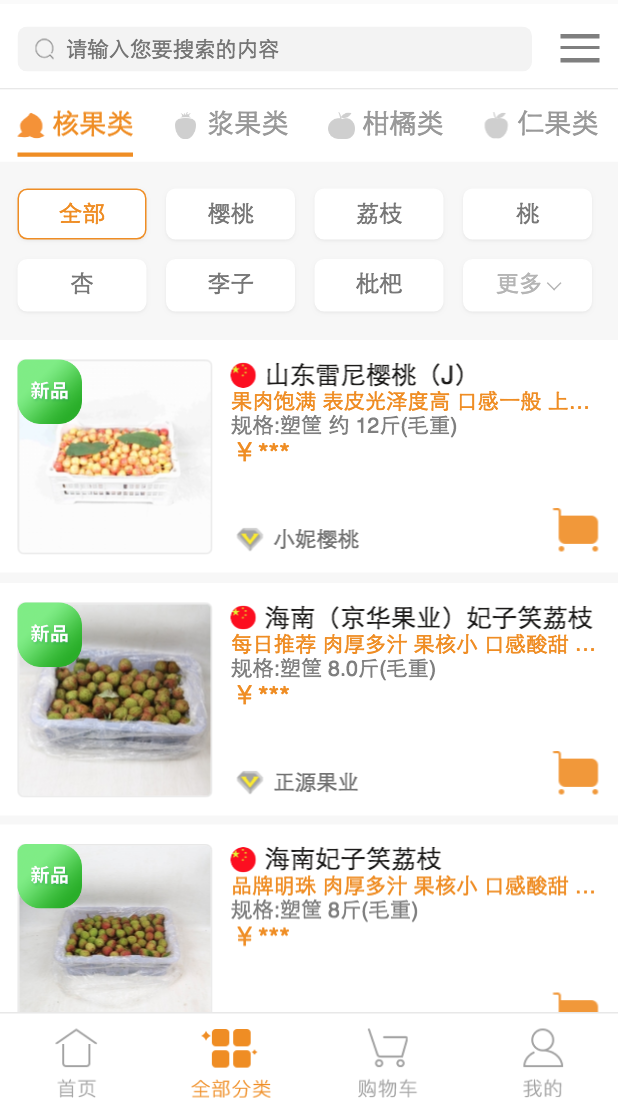 请输入您要搜索的内容
核果类 浆果类 柑橘类 仁果类
全部 樱桃 荔枝 桃
杏 李子 枇杷 更多
新品
山东雷尼樱桃（J）
果肉饱满 表皮光泽度高 口感一般 上...
规格:塑筐 约 12斤(毛重)
￥***
小妮樱桃
新品
海南（京华果业）妃子笑荔枝
每日推荐 肉厚多汁 果核小 口感酸甜 ...
规格:塑筐 8.0斤(毛重)
￥***
正源果业
新品
海南妃子笑荔枝
品牌明珠 肉厚多汁 果核小 口感酸甜 ...
规格:塑筐 8斤(毛重)
￥***
首页 全部分类 购物车 我的